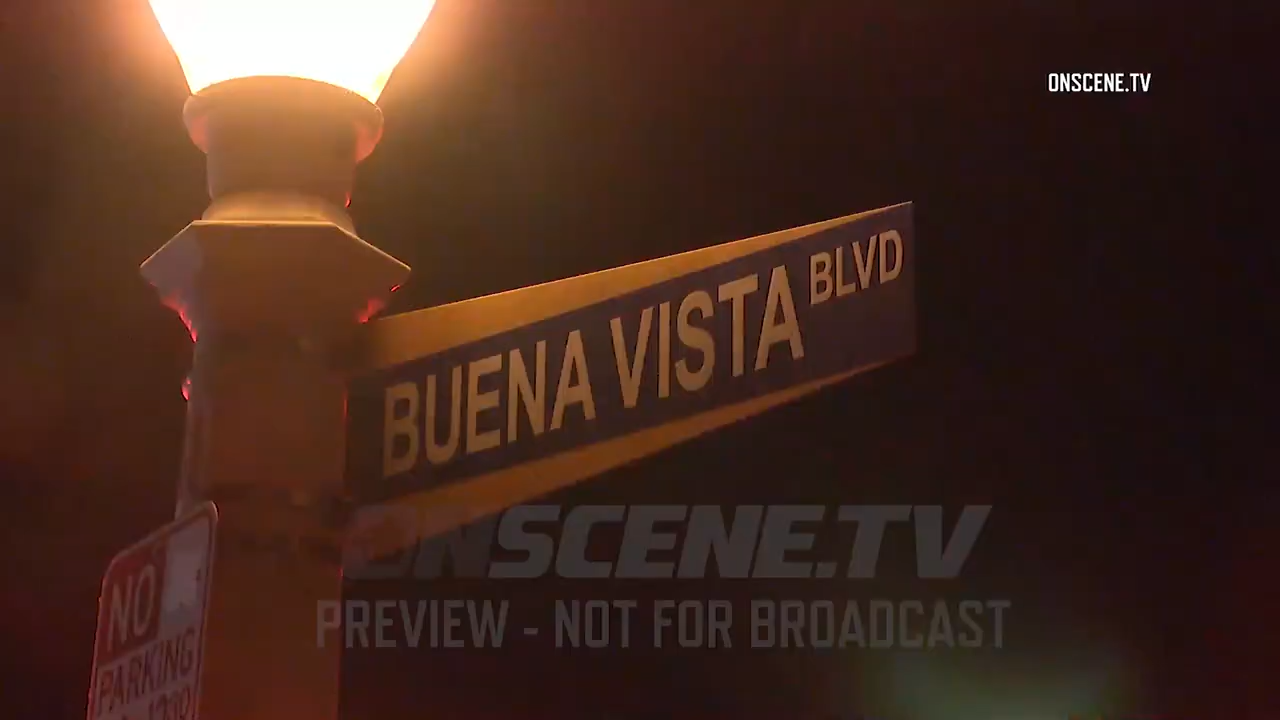 ONSCENE.TV
BUENA VISTA BLVD
ONSCENE.TV
PREVIEW - NOT FOR BROADCAST
NO
PARKING